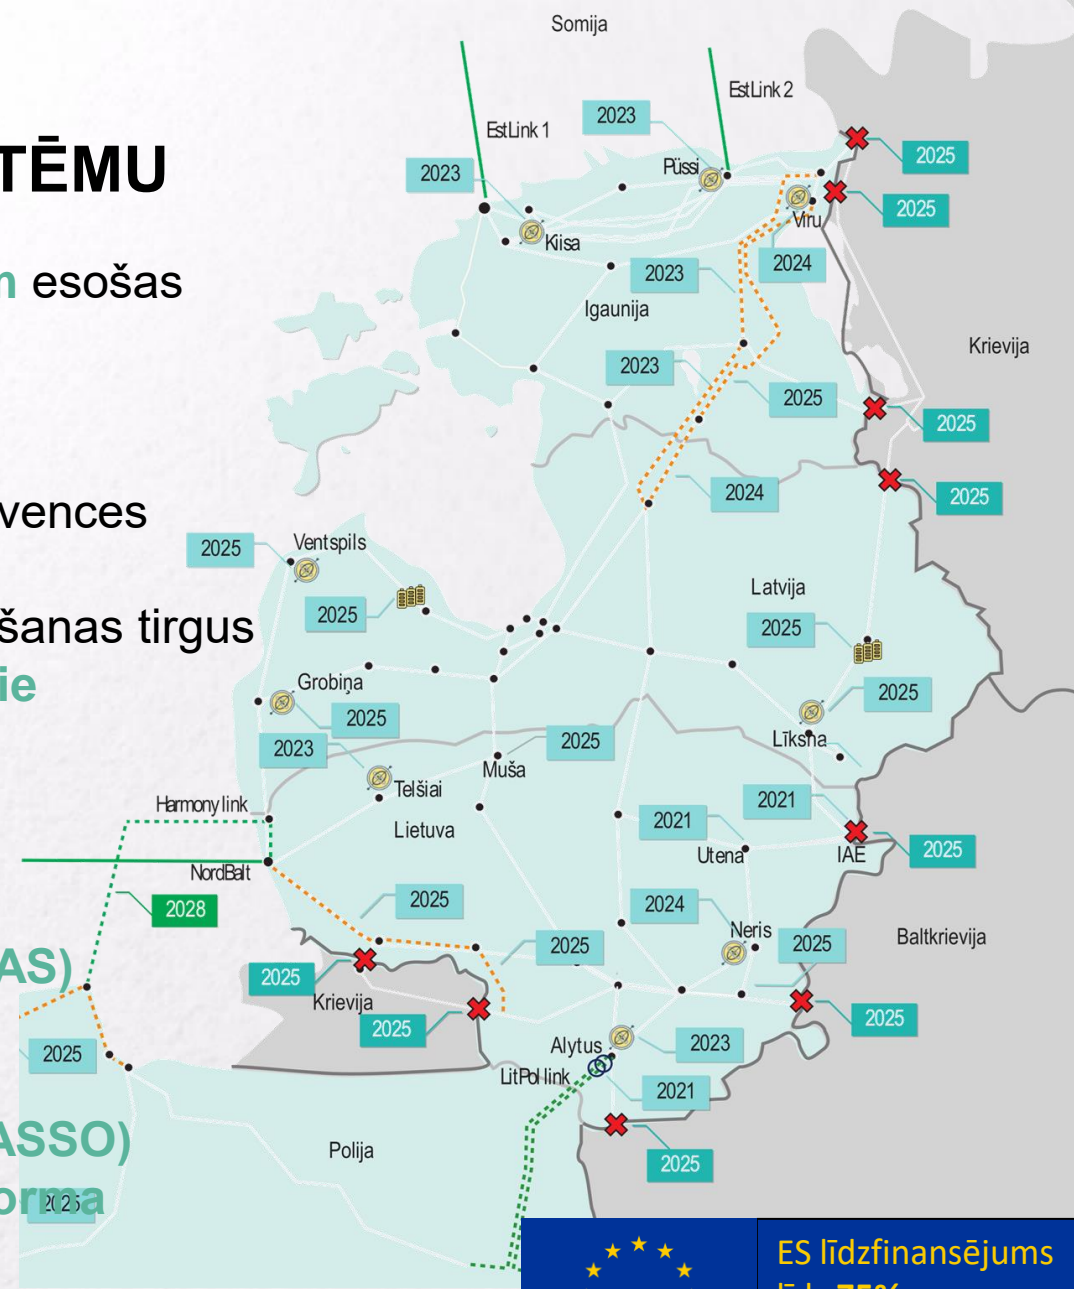 Somija
EstLink 2
2023
EstLink 1
TĒMU
2025
Püssi
2023
2025
Viru
n esošas
Kiisa
2024
2023
Igaunija
Krievija
2023
2025
2025
2024
2025
vences
Ventspils
2025
Latvija
2025
2025
šanas tirgus
ie
Grobiņa
2025
2025
Līksna
2025
2023
Muša
Telšiai
2021
Harmony link
2021
Lietuva
Utena
IAE
2025
NordBalt
2025
2024
2028
Neris
2025
Baltkrievija
2025
AS)
2025
Krievija
2025
2025
Alytus
2023
2025
LitPol link
2021
ASSO)
Polija
2025
orma
2025
ES līdzfinansējums
līdz 75%